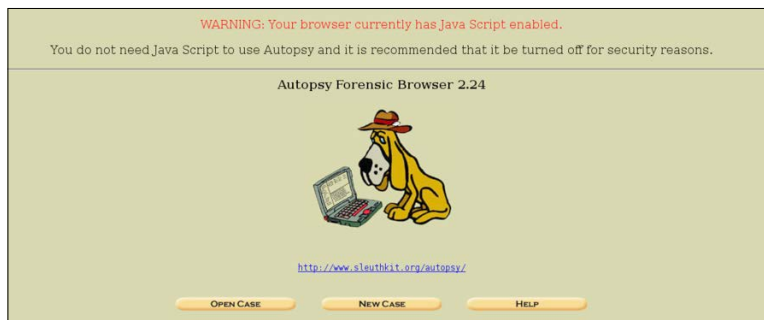 WARNING: Your browser currently has Java Script enabled.
You do not need Java Script to use Autopsy and it is recommended that it be turned off for security reasons.
Autopsy Forensic Browser 2.24
http://www.sleuthkit.org/autopsy/
OPEN CASE
NEW CASE
HELP